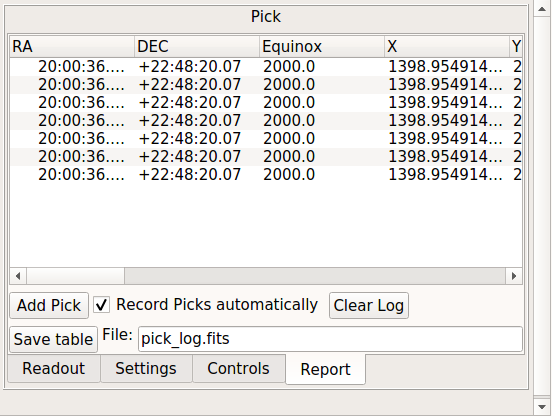 Pick
RA DEC Equinox X Y
20:00:36.... +22:48:20.07 2000.0 1398.954914... 2
20:00:36.... +22:48:20.07 2000.0 1398.954914... 2
20:00:36.... +22:48:20.07 2000.0 1398.954914... 2
20:00:36.... +22:48:20.07 2000.0 1398.954914... 2
20:00:36.... +22:48:20.07 2000.0 1398.954914... 2
20:00:36.... +22:48:20.07 2000.0 1398.954914... 2
20:00:36.... +22:48:20.07 2000.0 1398.954914... 2
Add Pick Record Picks automatically Clear Log
Save table File: pick_log.fits
Readout Settings Controls Report